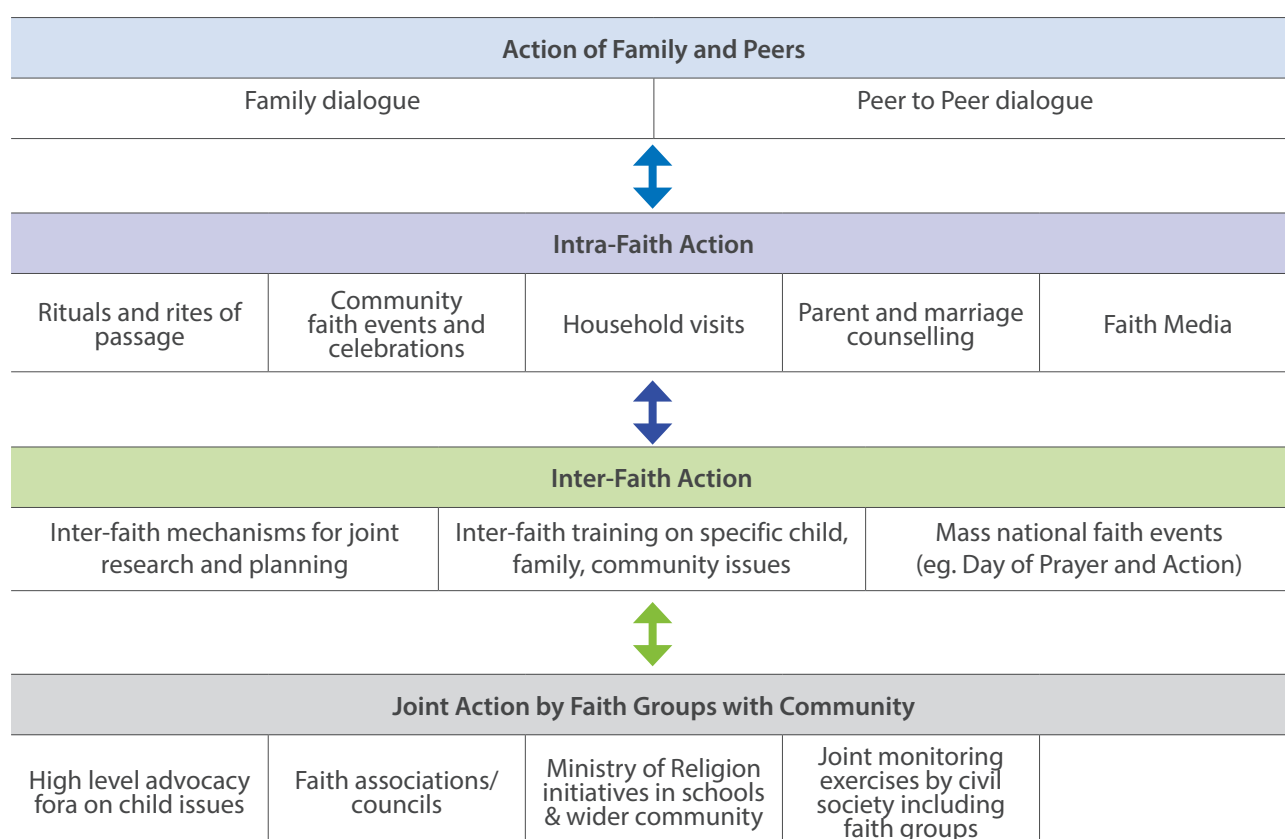 Action of Family and Peers
Family dialogue
Peer to Peer dialogue
Intra-Faith Action
Rituals and rites of
passage
Community
faith events and
celebrations
Household visits
Parent and marriage
counselling
Faith Media
Inter-Faith Action
Inter-faith mechanisms for joint
research and planning
Inter-faith training on specific child,
family, community issues
Mass national faith events
(eg. Day of Prayer and Action)
Joint Action by Faith Groups with Community
High level advocacy
fora on child issues
Faith associations/
councils
Ministry of Religion
initiatives in schools
& wider community
Joint monitoring
exercises by civil
society including
faith groups